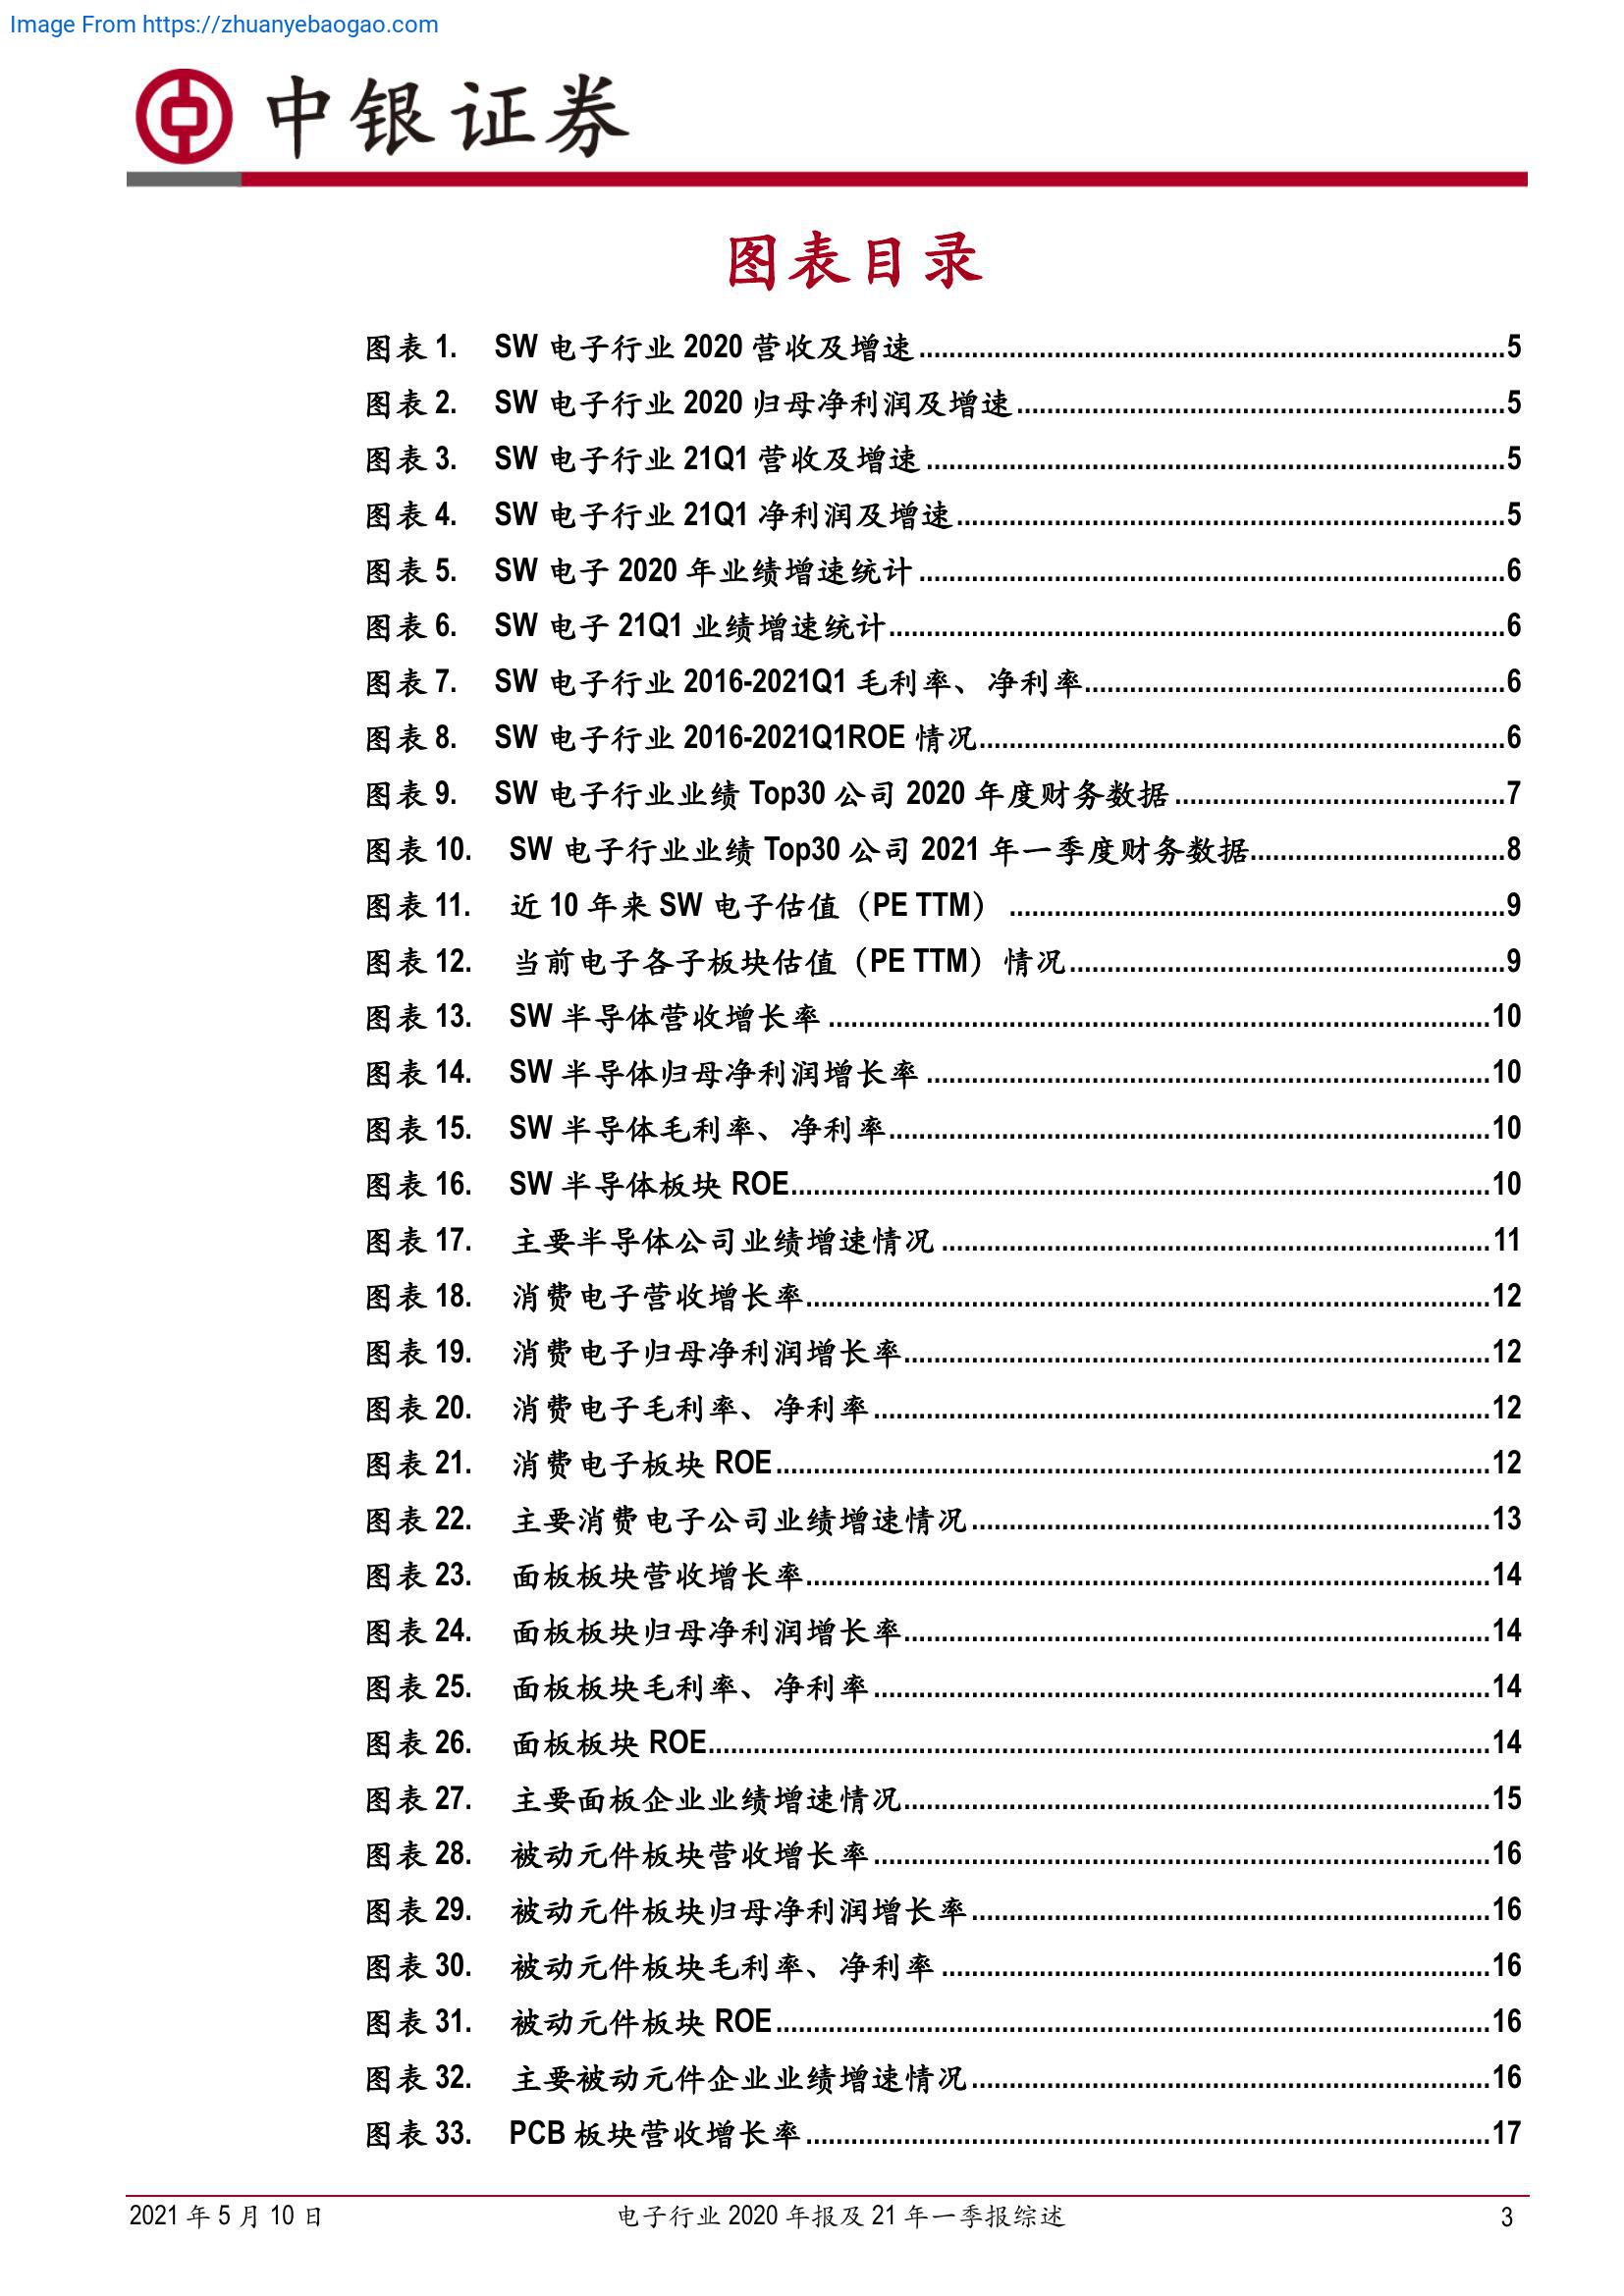 Image From https://zhuanyebaogao.com
中银证券
图表目录
图表 1. SW 电子行业 2020 营收及增速 ........ 5
图表 2. SW 电子行业 2020 归母净利润及增速 ........ 5
图表 3. SW 电子行业 21Q1 营收及增速 ........ 5
图表 4. SW 电子行业 21Q1 净利润及增速 ........ 5
图表 5. SW 电子 2020 年业绩增速统计 ........ 6
图表 6. SW 电子 21Q1 业绩增速统计 ........ 6
图表 7. SW 电子行业 2016-2021Q1 毛利率、净利率 ........ 6
图表 8. SW 电子行业 2016-2021Q1ROE 情况 ........ 6
图表 9. SW 电子行业业绩 Top30 公司 2020 年度财务数据 ........ 7
图表 10. SW 电子行业业绩 Top30 公司 2021 年一季度财务数据 ........ 8
图表 11. 近 10 年来 SW 电子估值（PE TTM） ........ 9
图表 12. 当前电子各子板块估值（PE TTM）情况 ........ 9
图表 13. SW 半导体营收增长率 ........ 10
图表 14. SW 半导体归母净利润增长率 ........ 10
图表 15. SW 半导体毛利率、净利率 ........ 10
图表 16. SW 半导体板块 ROE ........ 10
图表 17. 主要半导体公司业绩增速情况 ........ 11
图表 18. 消费电子营收增长率 ........ 12
图表 19. 消费电子归母净利润增长率 ........ 12
图表 20. 消费电子毛利率、净利率 ........ 12
图表 21. 消费电子板块 ROE ........ 12
图表 22. 主要消费电子公司业绩增速情况 ........ 13
图表 23. 面板板块营收增长率 ........ 14
图表 24. 面板板块归母净利润增长率 ........ 14
图表 25. 面板板块毛利率、净利率 ........ 14
图表 26. 面板板块 ROE ........ 14
图表 27. 主要面板企业业绩增速情况 ........ 15
图表 28. 被动元件板块营收增长率 ........ 16
图表 29. 被动元件板块归母净利润增长率 ........ 16
图表 30. 被动元件板块毛利率、净利率 ........ 16
图表 31. 被动元件板块 ROE ........ 16
图表 32. 主要被动元件企业业绩增速情况 ........ 16
图表 33. PCB 板块营收增长率 ........ 17
2021 年 5 月 10 日 电子行业 2020 年报及 21 年一季报综述 3